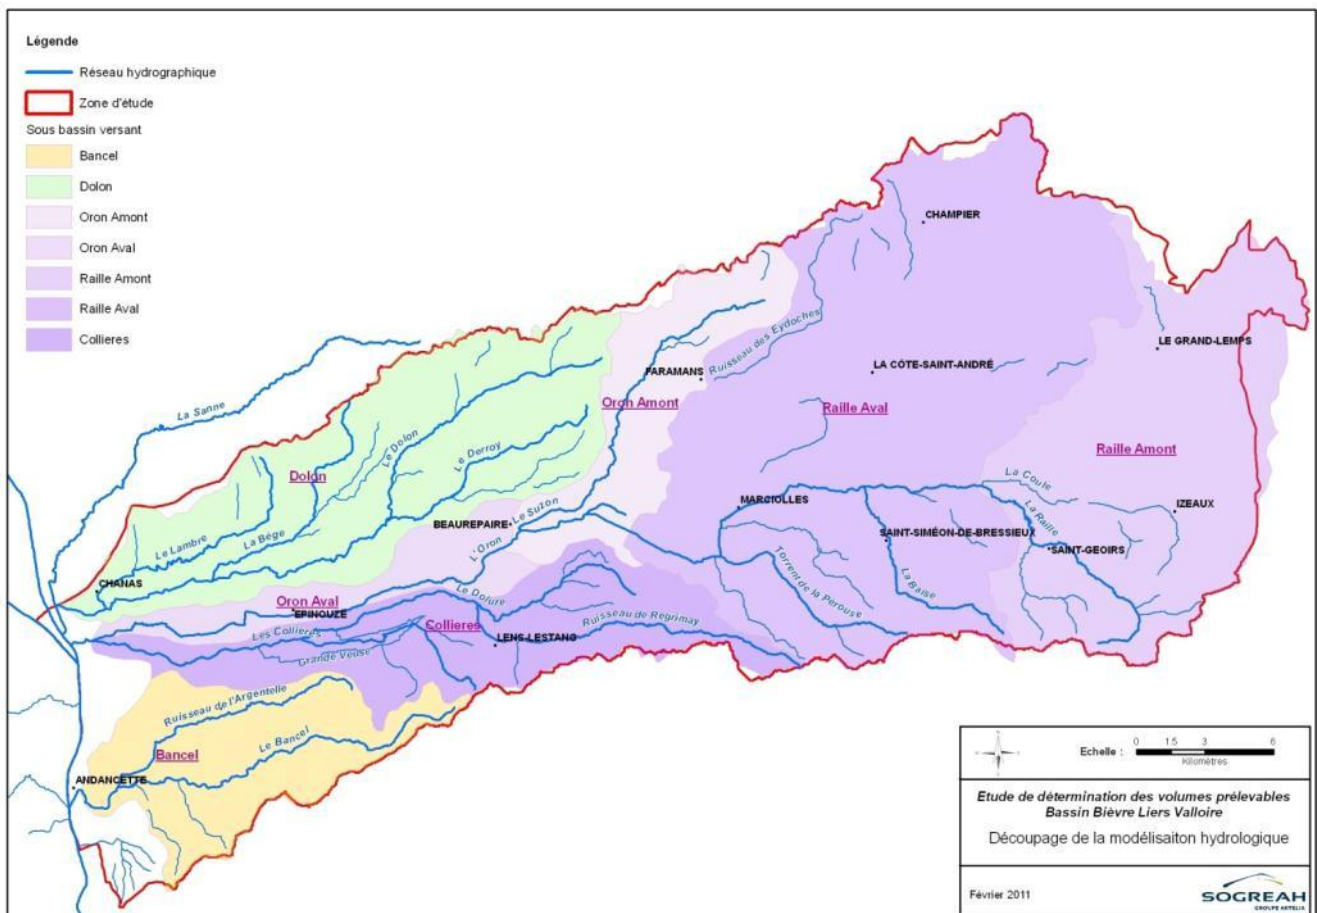 Légende
Réseau hydrographique
Zone d'étude
Sous bassin versant
Bancel
Dolon
Oron Amont
Oron Aval
Raille Amont
Raille Aval
Collieres
CHAMPIER
LE GRAND-LEMPS
Ruisseau des Eydoches
LA CÔTE-SAINT-ANDRÉ
FARAMANS
Oron Amont
Raille Aval
La Sanne
Raille Amont
Le Dolon
Le Derroy
Dolon
La Coule
MARCIOLLES
IZEAUX
La Raille
BEAUREPAIRE
Le Suzon
SAINT-SIMÉON-DE-BRESSIEUX
SAINT-GEOIRS
Le Lambre
La Bége
L'Oron
Torrent de la Perouse
La Baise
CHANAS
Oron Aval
EPINOUZE
Le Dolure
Les Collieres
Collieres
Ruisseau de Regrimay
LENS-LESTANG
Grande Veuse
Ruisseau de l'Argentelle
Le Bancel
Bancel
ANDANCETTE
Echelle :
0 1.5 3 6
Kilomètres
Etude de détermination des volumes prélevables
Bassin Bièvre Liers Valloire
Découpage de la modélisaiton hydrologique
Février 2011
SOGREAH
GROUPE ARTELIA